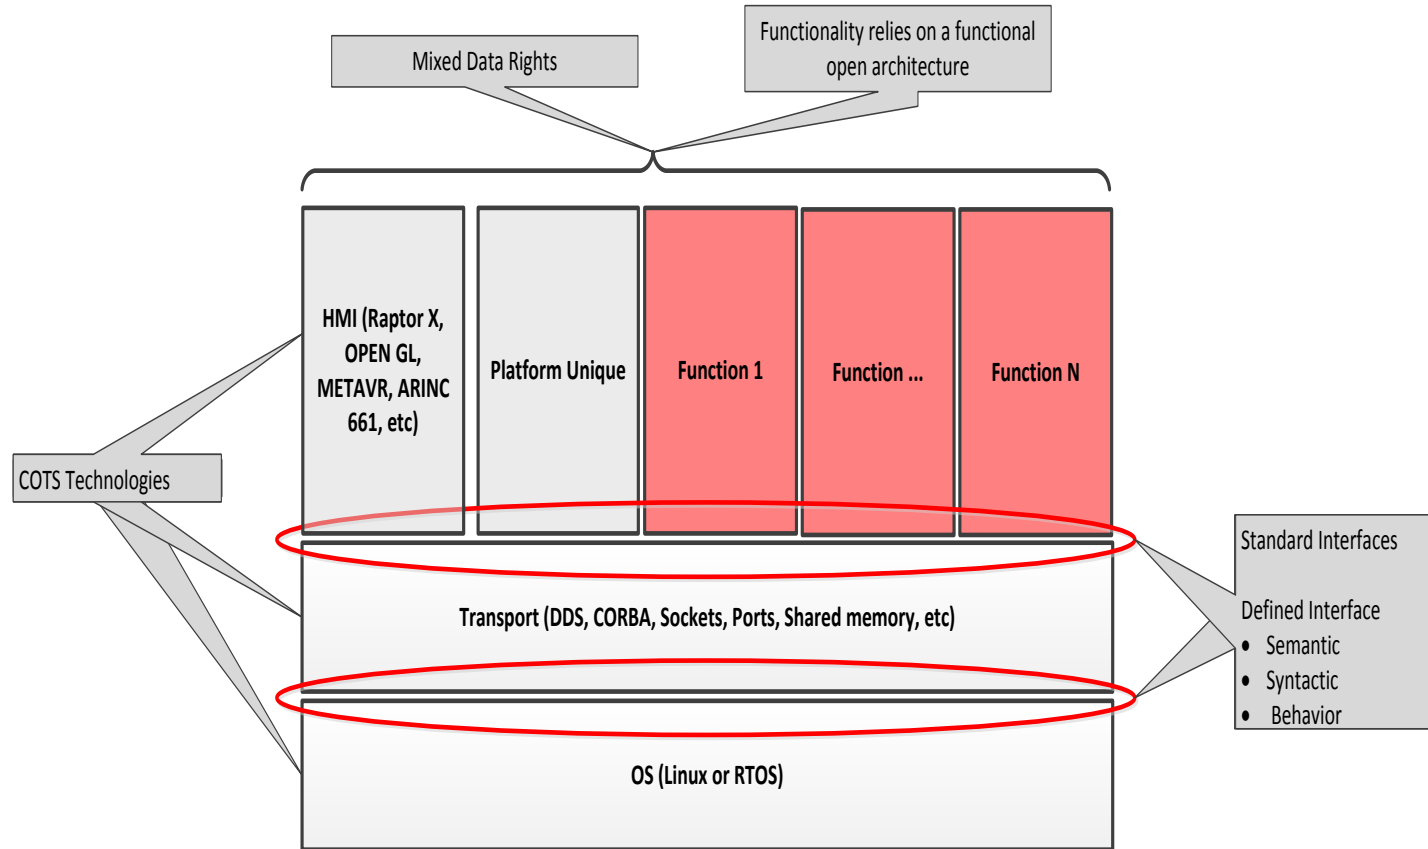 Mixed Data Rights
Functionality relies on a functional
open architecture
HMI (Raptor X,
OPEN GL,
METAVR, ARINC
661, etc)
Platform Unique
Function 1
Function ...
Function N
COTS Technologies
Standard Interfaces
Defined Interface
• Semantic
• Syntactic
• Behavior
Transport (DDS, CORBA, Sockets, Ports, Shared memory, etc)
OS (Linux or RTOS)